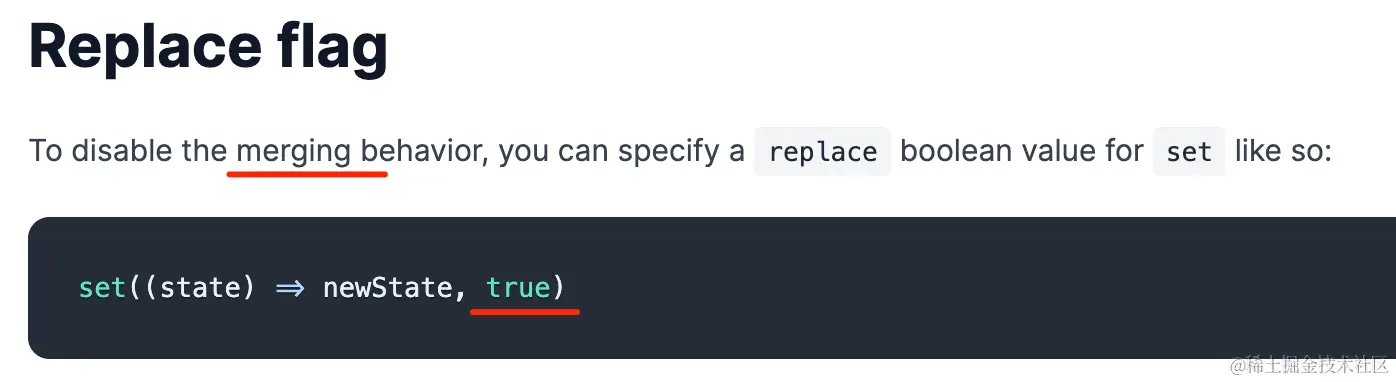 Replace flag
To disable the merging behavior, you can specify a replace boolean value for set like so:
set((state) ⇒ newState, true)
@稀土掘金技术社区